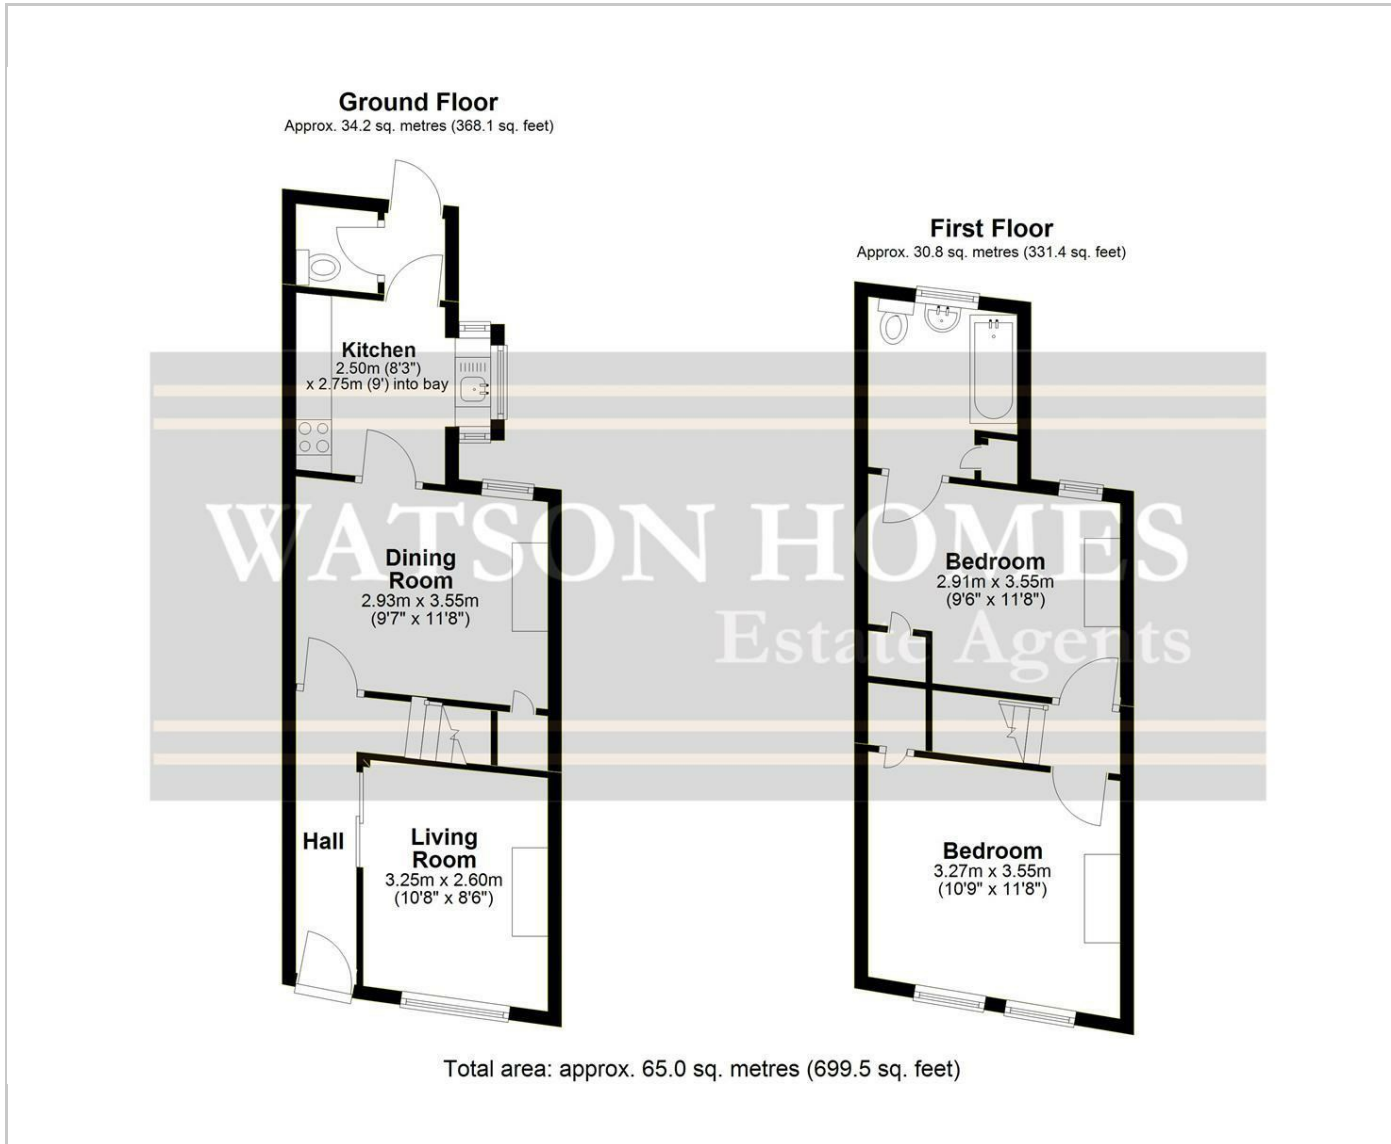 Ground Floor
Approx. 34.2 sq. metres (368.1 sq. feet)
Kitchen
2.50m (8'3")
x 2.75m (9') into bay
Dining
Room
2.93m x 3.55m
(9'7" x 11'8")
Hall
Living
Room
3.25m x 2.60m
(10'8" x 8'6")
First Floor
Approx. 30.8 sq. metres (331.4 sq. feet)
Bedroom
2.91m x 3.55m
(9'6" x 11'8")
Bedroom
3.27m x 3.55m
(10'9" x 11'8")
WATSON HOMES
Estate Agents
Total area: approx. 65.0 sq. metres (699.5 sq. feet)